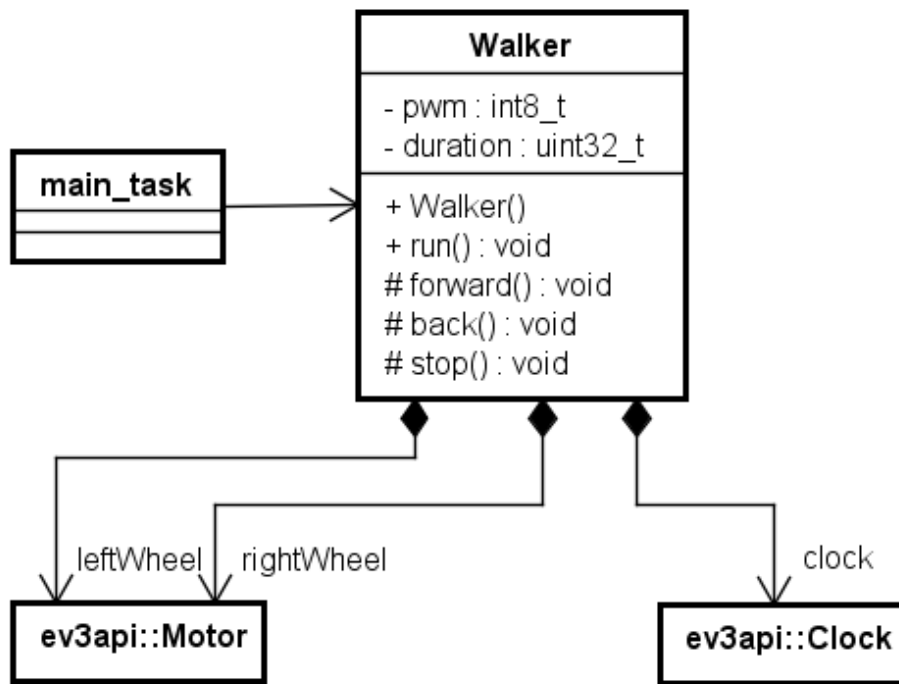 Walker
- pwm : int8_t
- duration : uint32_t
main_task
+ Walker()
+ run() : void
# forward() : void
# back() : void
# stop() : void
leftWheel
rightWheel
clock
ev3api::Motor
ev3api::Clock